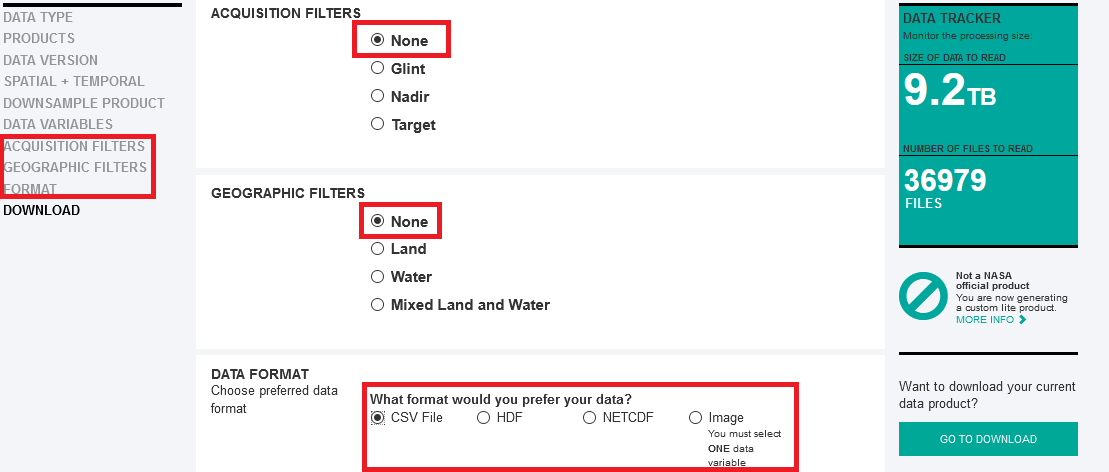 DATA TYPE
PRODUCTS
DATA VERSION
SPATIAL + TEMPORAL
DOWNSAMPLE PRODUCT
DATA VARIABLES
ACQUISITION FILTERS
GEOGRAPHIC FILTERS
FORMAT
DOWNLOAD
ACQUISITION FILTERS
None
Glint
Nadir
Target
GEOGRAPHIC FILTERS
None
Land
Water
Mixed Land and Water
DATA FORMAT
Choose preferred data
format
What format would you prefer your data?
CSV File HDF NETCDF Image
You must select
ONE data
variable
DATA TRACKER
Monitor the processing size:
SIZE OF DATA TO READ
9.2TB
NUMBER OF FILES TO READ
36979
FILES
Not a NASA
official product
You are now generating
a custom lite product.
MORE INFO
Want to download your current
data product?
GO TO DOWNLOAD